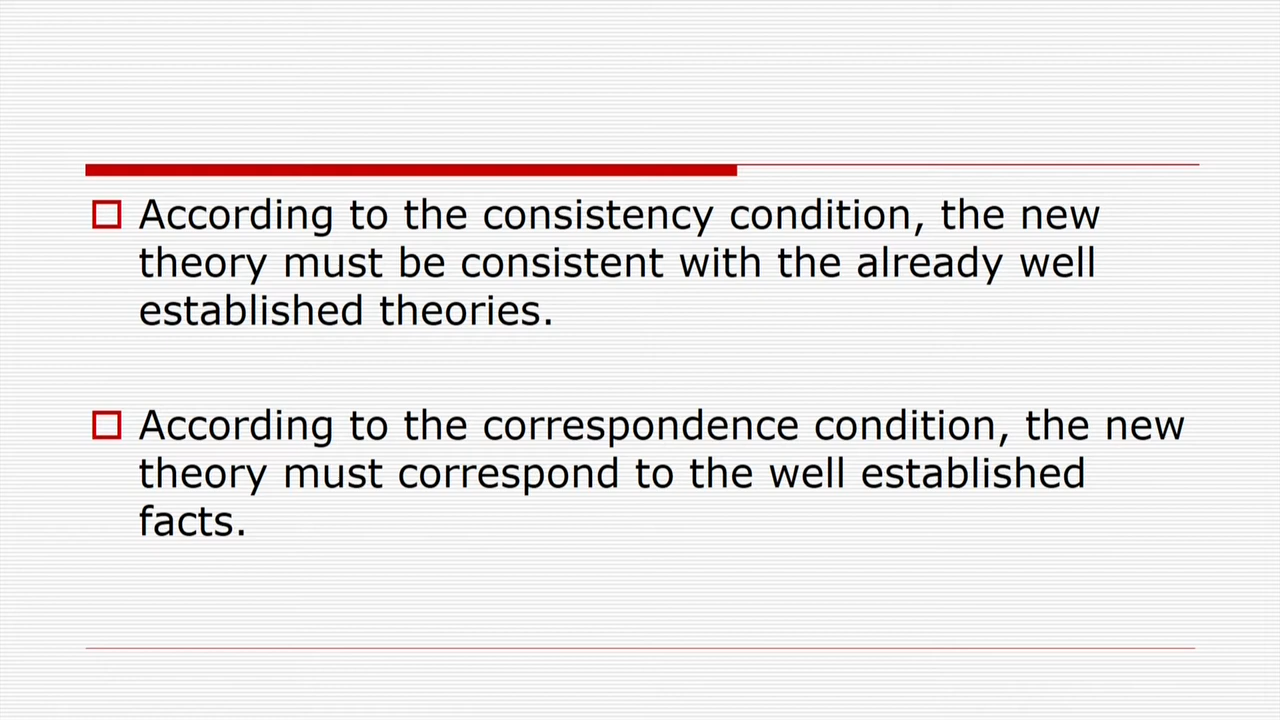 According to the consistency condition, the new
theory must be consistent with the already well
established theories.
According to the correspondence condition, the new
theory must correspond to the well established
facts.